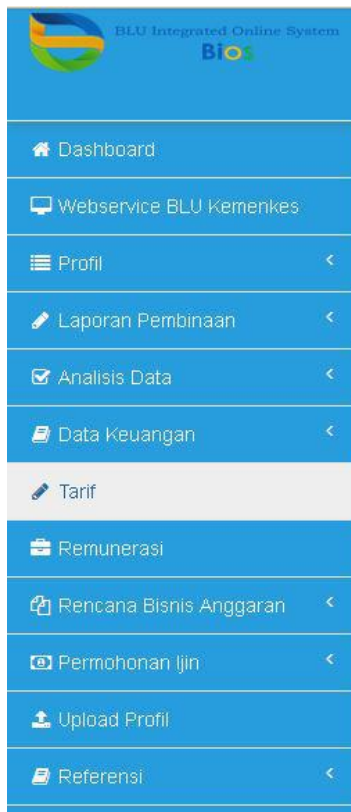 BLU Integrated Online System
Bios
Dashboard
Webservice BLU Kemenkes
Profil
Laporan Pembinaan
Analisis Data
Data Keuangan
Tarif
Remunerasi
Rencana Bisnis Anggaran
Permohonan Ijin
Upload Profil
Referensi